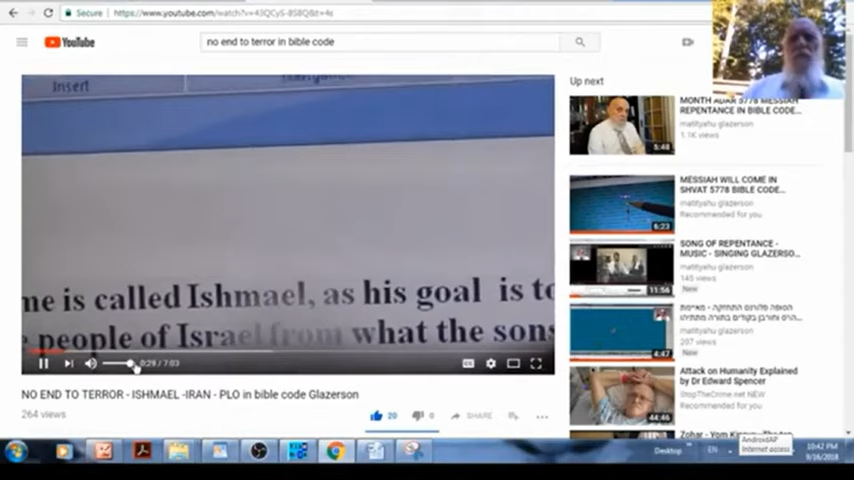 Secure
https://www.youtube.com/watch?v=43QCyS-8S8Q&t=4s
YouTube
no end to terror in bible code
Insert
me is called Ishmael, as his goal is to
people of Israel from what the sons
0:29 / 7:03
NO END TO TERROR - ISHMAEL -IRAN - PLO in bible code Glazerson
264 views
20
0
SHARE
Up next
MONTH ADAR 5778 MESSIAH
REPENTANCE IN BIBLE CODE...
matityahu glazerson
1.1K views
5:48
MESSIAH WILL COME IN
SHVAT 5778 BIBLE CODE...
matityahu glazerson
Recommended for you
6:23
SONG OF REPENTANCE -
MUSIC - SINGING GLAZERSO...
matityahu glazerson
145 views
New
11:56
matityahu glazerson
207 views
New
4:47
Attack on Humanity Explained
by Dr Edward Spencer
StopTheCrime.net NEW
Recommended for you
44:46
AndroidAP
Internet access
Desktop
EN
10:42 PM
9/16/2018